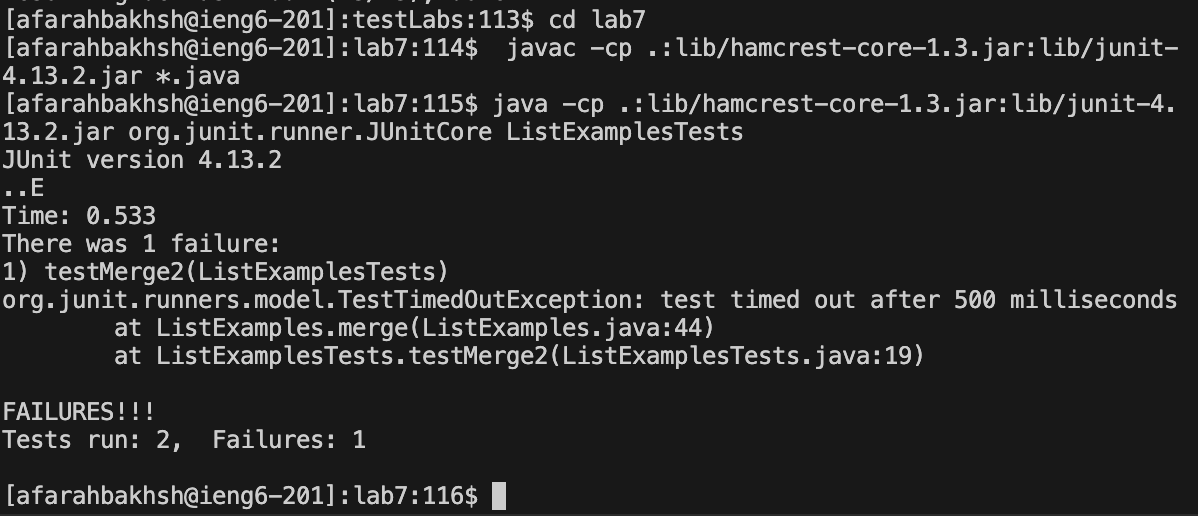 [afarahbakhsh@ieng6-201]:testLabs:113$ cd lab7
[afarahbakhsh@ieng6-201]:lab7:114$  javac -cp .:lib/hamcrest-core-1.3.jar:lib/junit-
4.13.2.jar *.java
[afarahbakhsh@ieng6-201]:lab7:115$ java -cp .:lib/hamcrest-core-1.3.jar:lib/junit-4.
13.2.jar org.junit.runner.JUnitCore ListExamplesTests
JUnit version 4.13.2
..E
Time: 0.533
There was 1 failure:
1) testMerge2(ListExamplesTests)
org.junit.runners.model.TestTimedOutException: test timed out after 500 milliseconds
        at ListExamples.merge(ListExamples.java:44)
        at ListExamplesTests.testMerge2(ListExamplesTests.java:19)
FAILURES!!!
Tests run: 2,  Failures: 1
[afarahbakhsh@ieng6-201]:lab7:116$